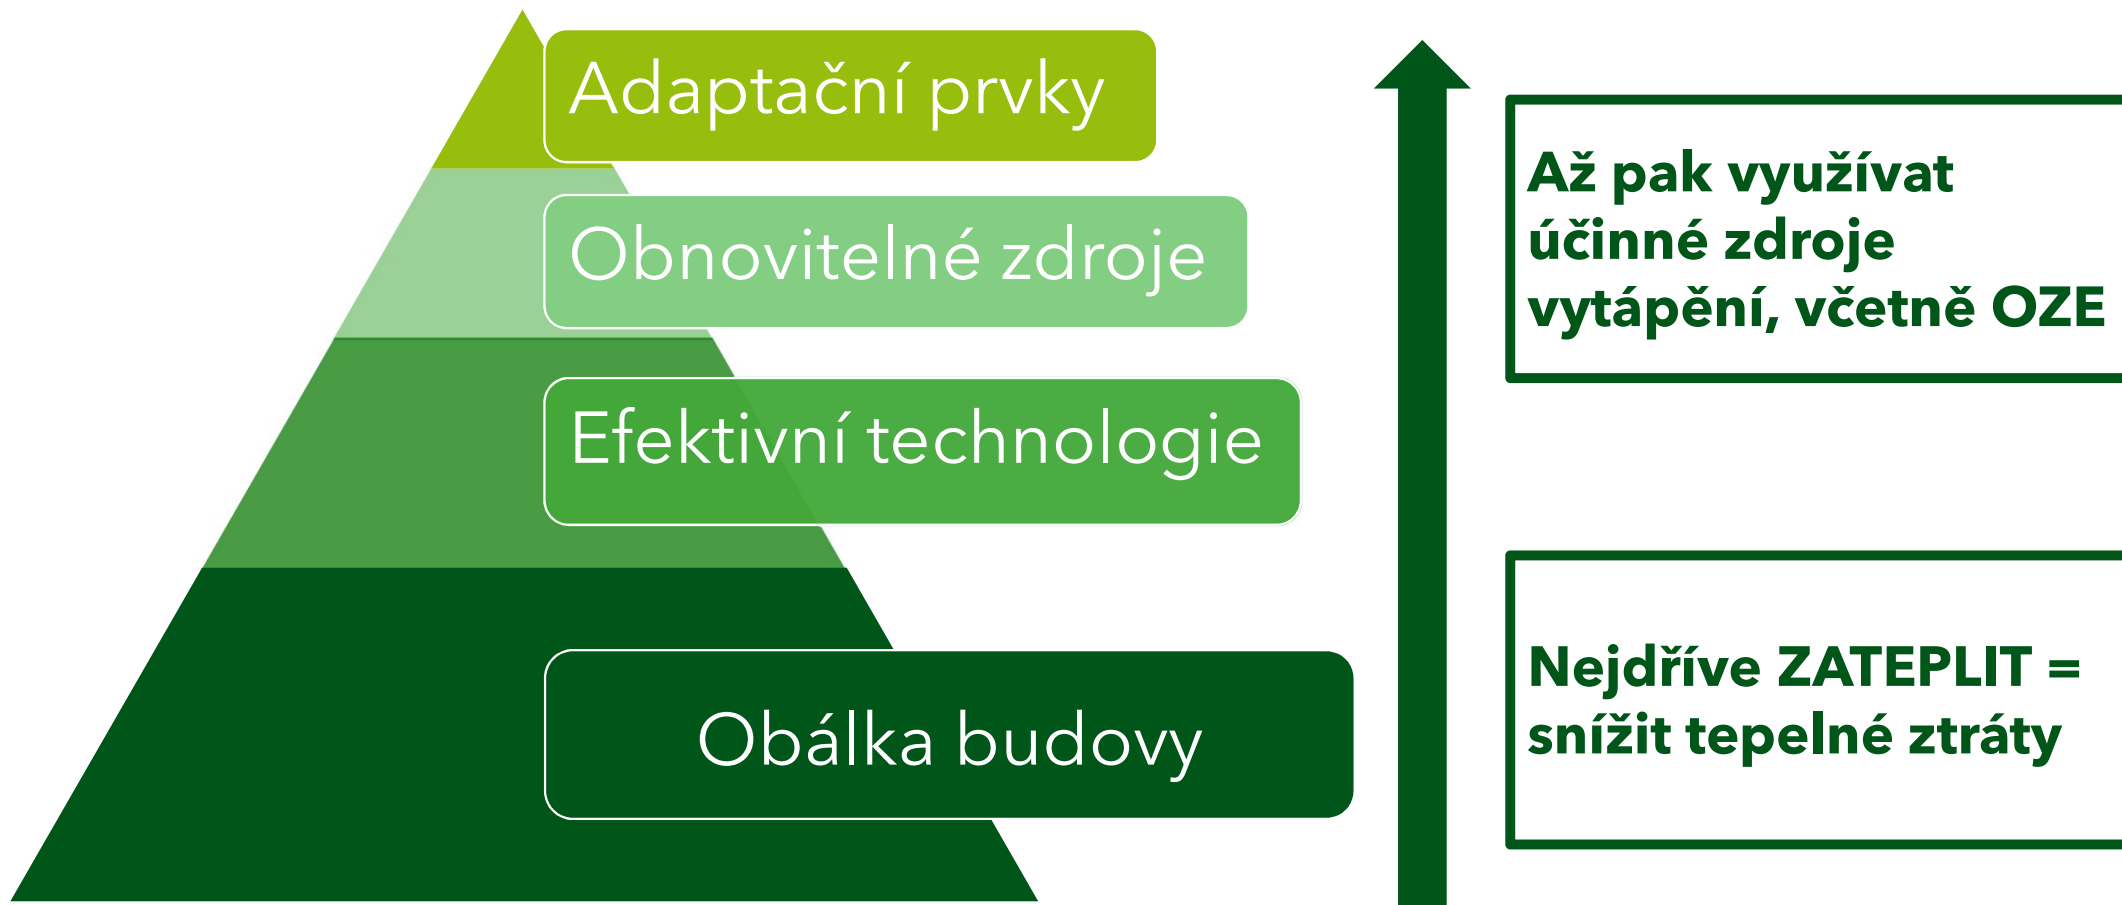 Adaptační prvky
Obnovitelné zdroje
Efektivní technologie
Obálka budovy
Až pak využívat
účinné zdroje
vytápění, včetně OZE
Nejdříve ZATEPLIT =
snížit tepelné ztráty